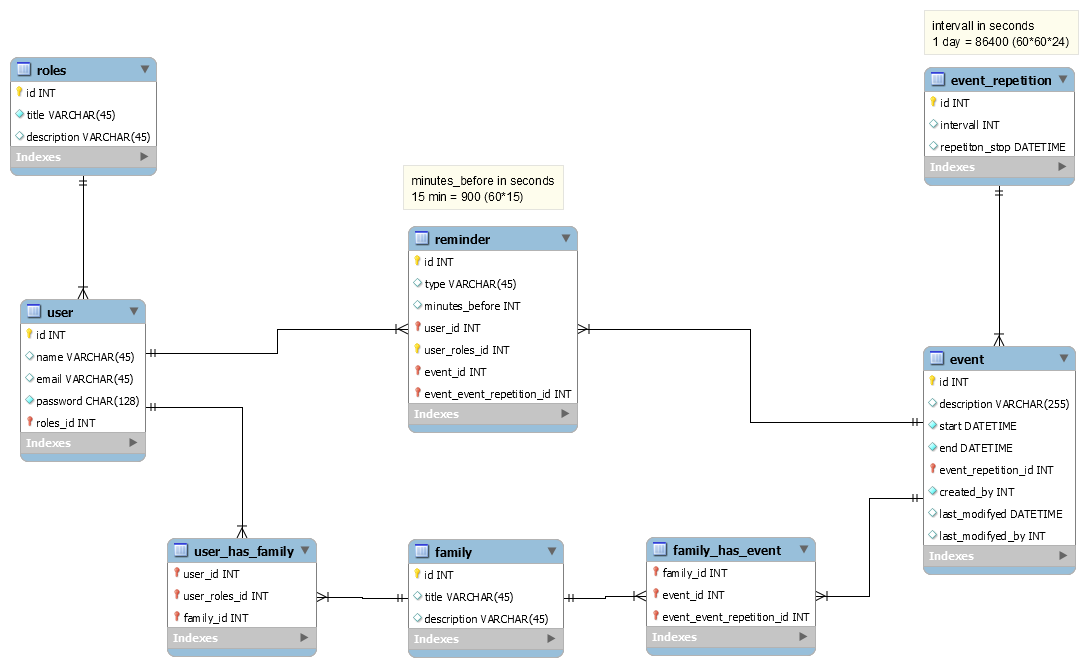 intervall in seconds
1 day = 86400 (60*60*24)
roles
id INT
title VARCHAR(45)
description VARCHAR(45)
Indexes
event_repetition
id INT
intervall INT
repetiton_stop DATETIME
Indexes
minutes_before in seconds
15 min = 900 (60*15)
reminder
id INT
type VARCHAR(45)
minutes_before INT
user_id INT
user_roles_id INT
event_id INT
event_event_repetition_id INT
Indexes
user
id INT
name VARCHAR(45)
email VARCHAR(45)
password CHAR(128)
roles_id INT
Indexes
event
id INT
description VARCHAR(255)
start DATETIME
end DATETIME
event_repetition_id INT
created_by INT
last_modifyed DATETIME
last_modifyed_by INT
Indexes
user_has_family
user_id INT
user_roles_id INT
family_id INT
Indexes
family
id INT
title VARCHAR(45)
description VARCHAR(45)
Indexes
family_has_event
family_id INT
event_id INT
event_event_repetition_id INT
Indexes